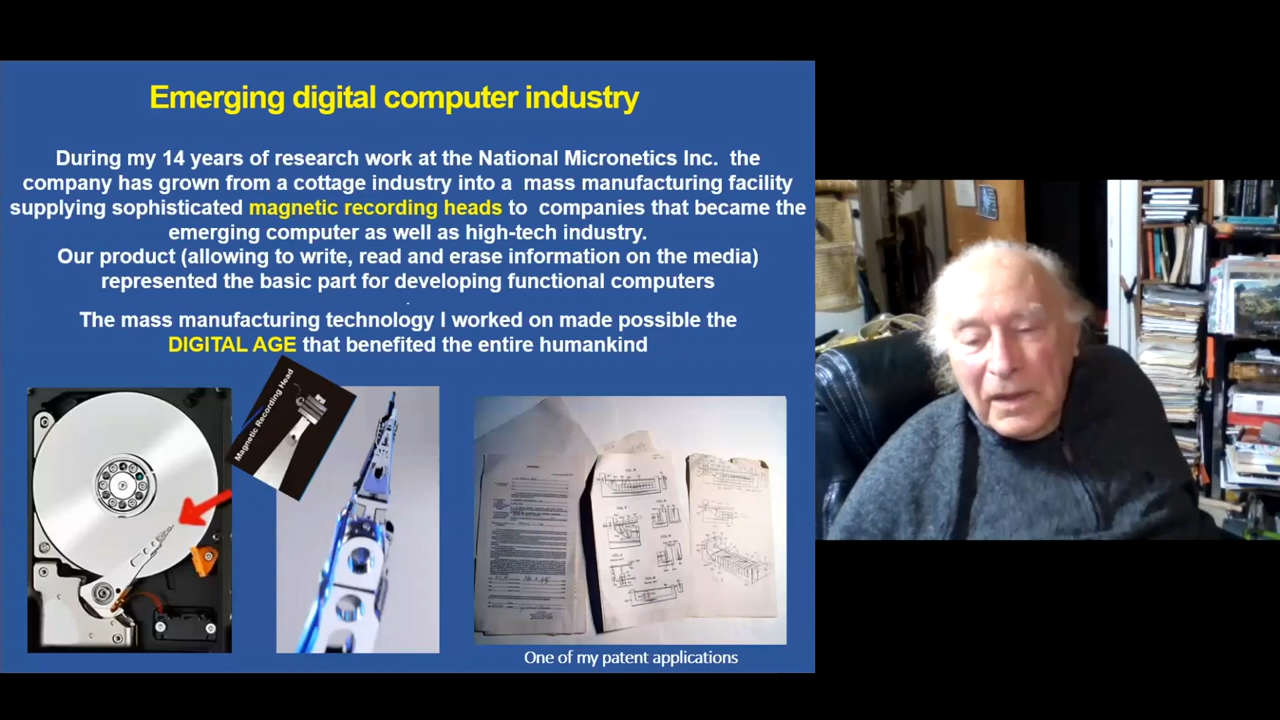 Emerging digital computer industry
During my 14 years of research work at the National Micronetics Inc. the
company has grown from a cottage industry into a mass manufacturing facility
supplying sophisticated magnetic recording heads to companies that became the
emerging computer as well as high-tech industry.
Our product (allowing to write, read and erase information on the media)
represented the basic part for developing functional computers
.
The mass manufacturing technology I worked on made possible the
DIGITAL AGE that benefited the entire humankind
Magnetic Recording Head
One of my patent applications